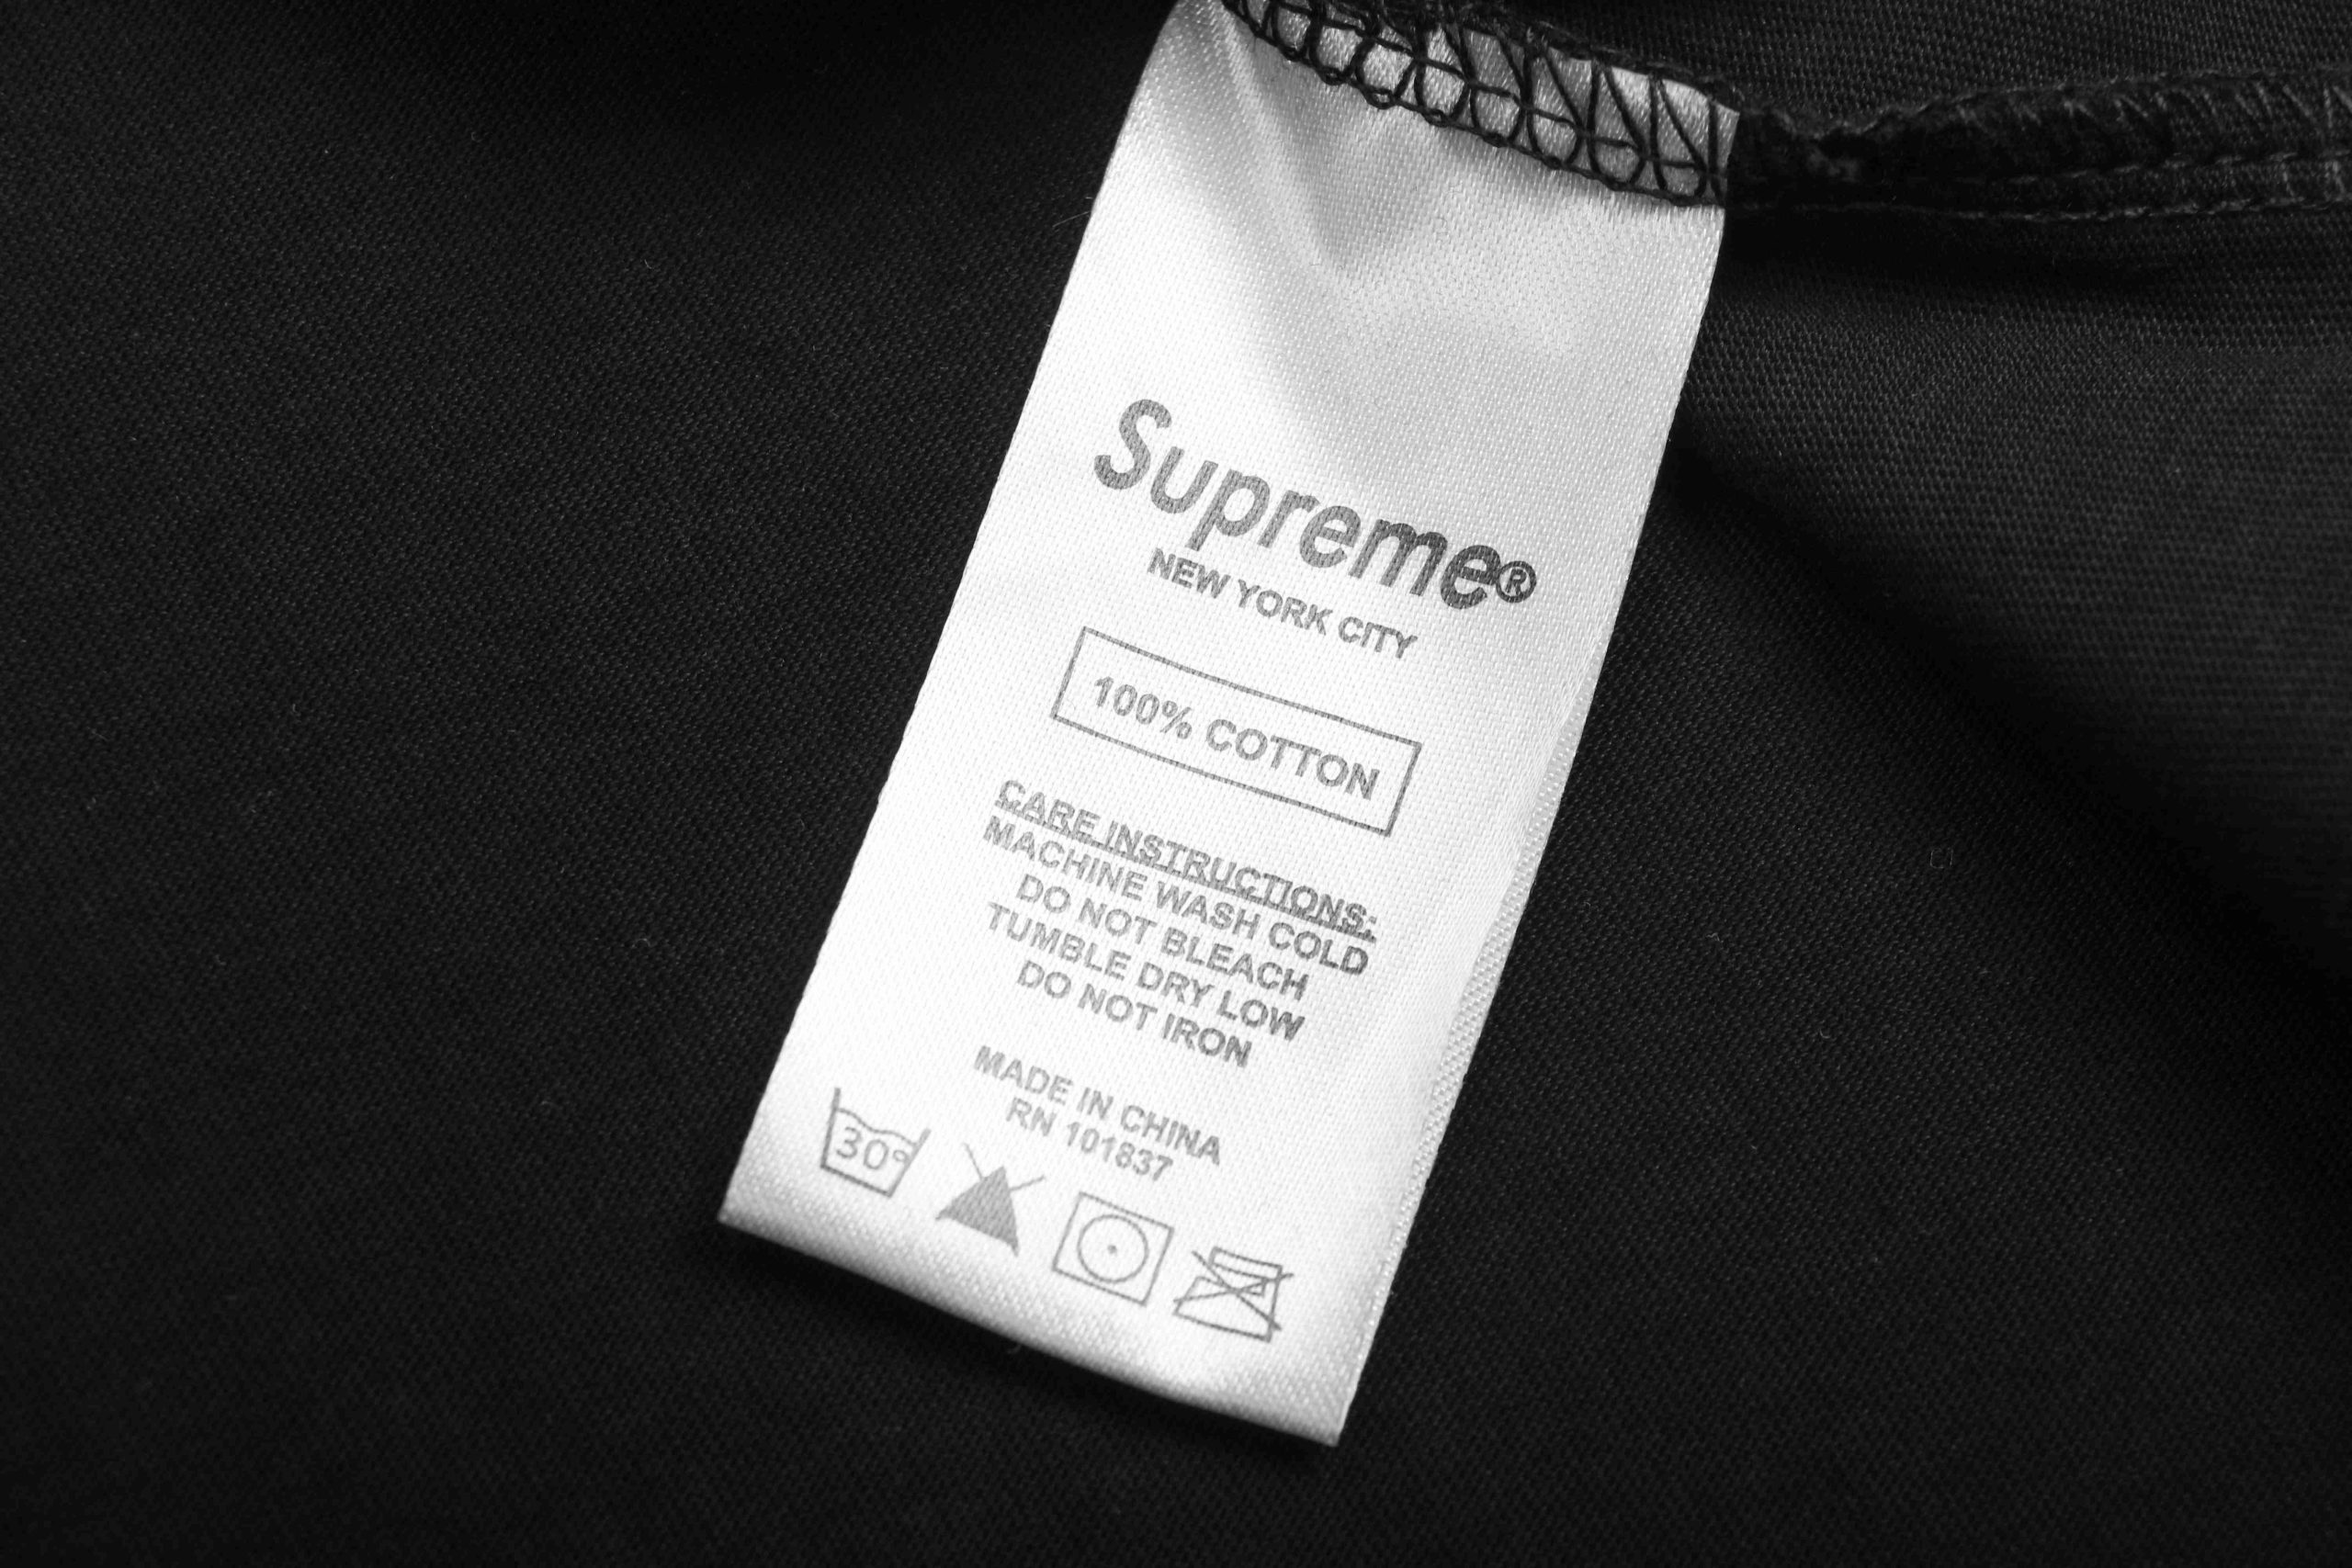 Supreme®
NEW YORK CITY
100% COTTON
CARE INSTRUCTIONS:
MACHINE WASH COLD
DO NOT BLEACH
TUMBLE DRY LOW
DO NOT IRON
MADE IN CHINA
RN 101837
30°